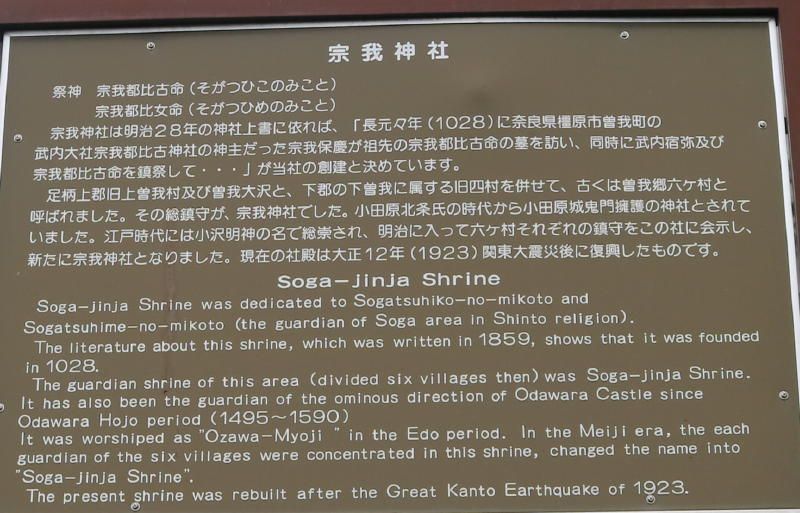 宗我神社
祭神 宗我都比古命(そがつひこのみこと)
宗我都比女命(そがつひめのみこと)
宗我神社は明治28年の神社上書に依れば、「長元々年(1028)に奈良県橿原市曽我町の
武内大社宗我都比古神社の神主だった宗我保慶が祖先の宗我都比古命の墓を訪い、同時に武内宿弥及び
宗我都比古命を鎮祭して・・・」が当社の創建と決めています。
足柄上郡旧上曽我村及び曽我大沢と、下郡の下曽我に属する旧四村を併せて、古くは曽我郷六ヶ村と
呼ばれました。その総鎮守が、宗我神社でした。小田原北条氏の時代から小田原城鬼門擁護の神社とされて
いました。江戸時代には小沢明神の名で総崇され、明治に入って六ヶ村それぞれの鎮守をこの社に会示し、
新たに宗我神社となりました。現在の社殿は大正12年(1923)関東大震災後に復興したものです。
Soga-jinja Shrine
Soga-jinja Shrine was dedicated to Sogatsuhiko-no-mikoto and
Sogatsuhime-no-mikoto (the guardian of Soga area in Shinto religion).
The literature about this shrine, which was written in 1859, shows that it was founded
in 1028.
The guardian shrine of this area (divided six villages then) was Soga-jinja Shrine.
It has also been the guardian of the ominous direction of Odawara Castle since
Odawara Hojo period (1495~1590)
It was worshiped as "Ozawa-Myoji " in the Edo period. In the Meiji era, the each
guardian of the six villages were concentrated in this shrine, changed the name into
"Soga-jinja Shrine".
The present shrine was rebuilt after the Great Kanto Earthquake of 1923.